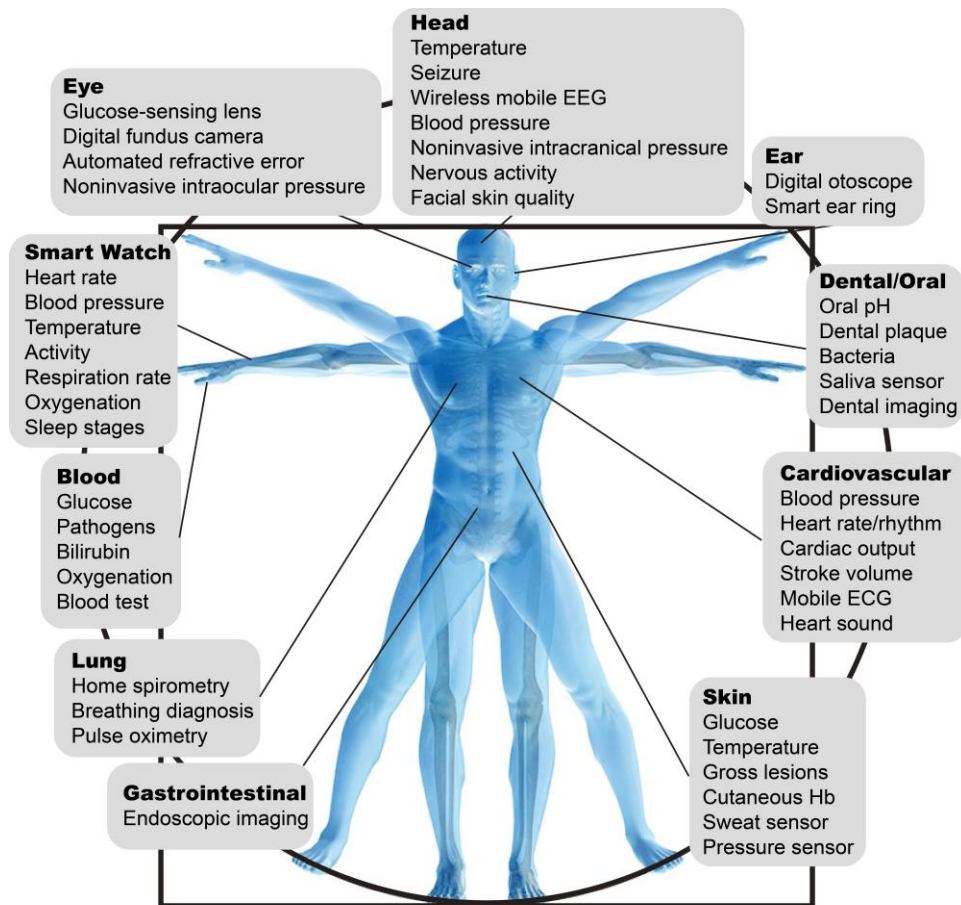 Head
Temperature
Seizure
Wireless mobile EEG
Blood pressure
Noninvasive intracranical pressure
Nervous activity
Facial skin quality
Eye
Glucose-sensing lens
Digital fundus camera
Automated refractive error
Noninvasive intraocular pressure
Ear
Digital otoscope
Smart ear ring
Smart Watch
Heart rate
Blood pressure
Temperature
Activity
Respiration rate
Oxygenation
Sleep stages
Dental/Oral
Oral pH
Dental plaque
Bacteria
Saliva sensor
Dental imaging
Blood
Glucose
Pathogens
Bilirubin
Oxygenation
Blood test
Cardiovascular
Blood pressure
Heart rate/rhythm
Cardiac output
Stroke volume
Mobile ECG
Heart sound
Lung
Home spirometry
Breathing diagnosis
Pulse oximetry
Skin
Glucose
Temperature
Gross lesions
Cutaneous Hb
Sweat sensor
Pressure sensor
Gastrointestinal
Endoscopic imaging